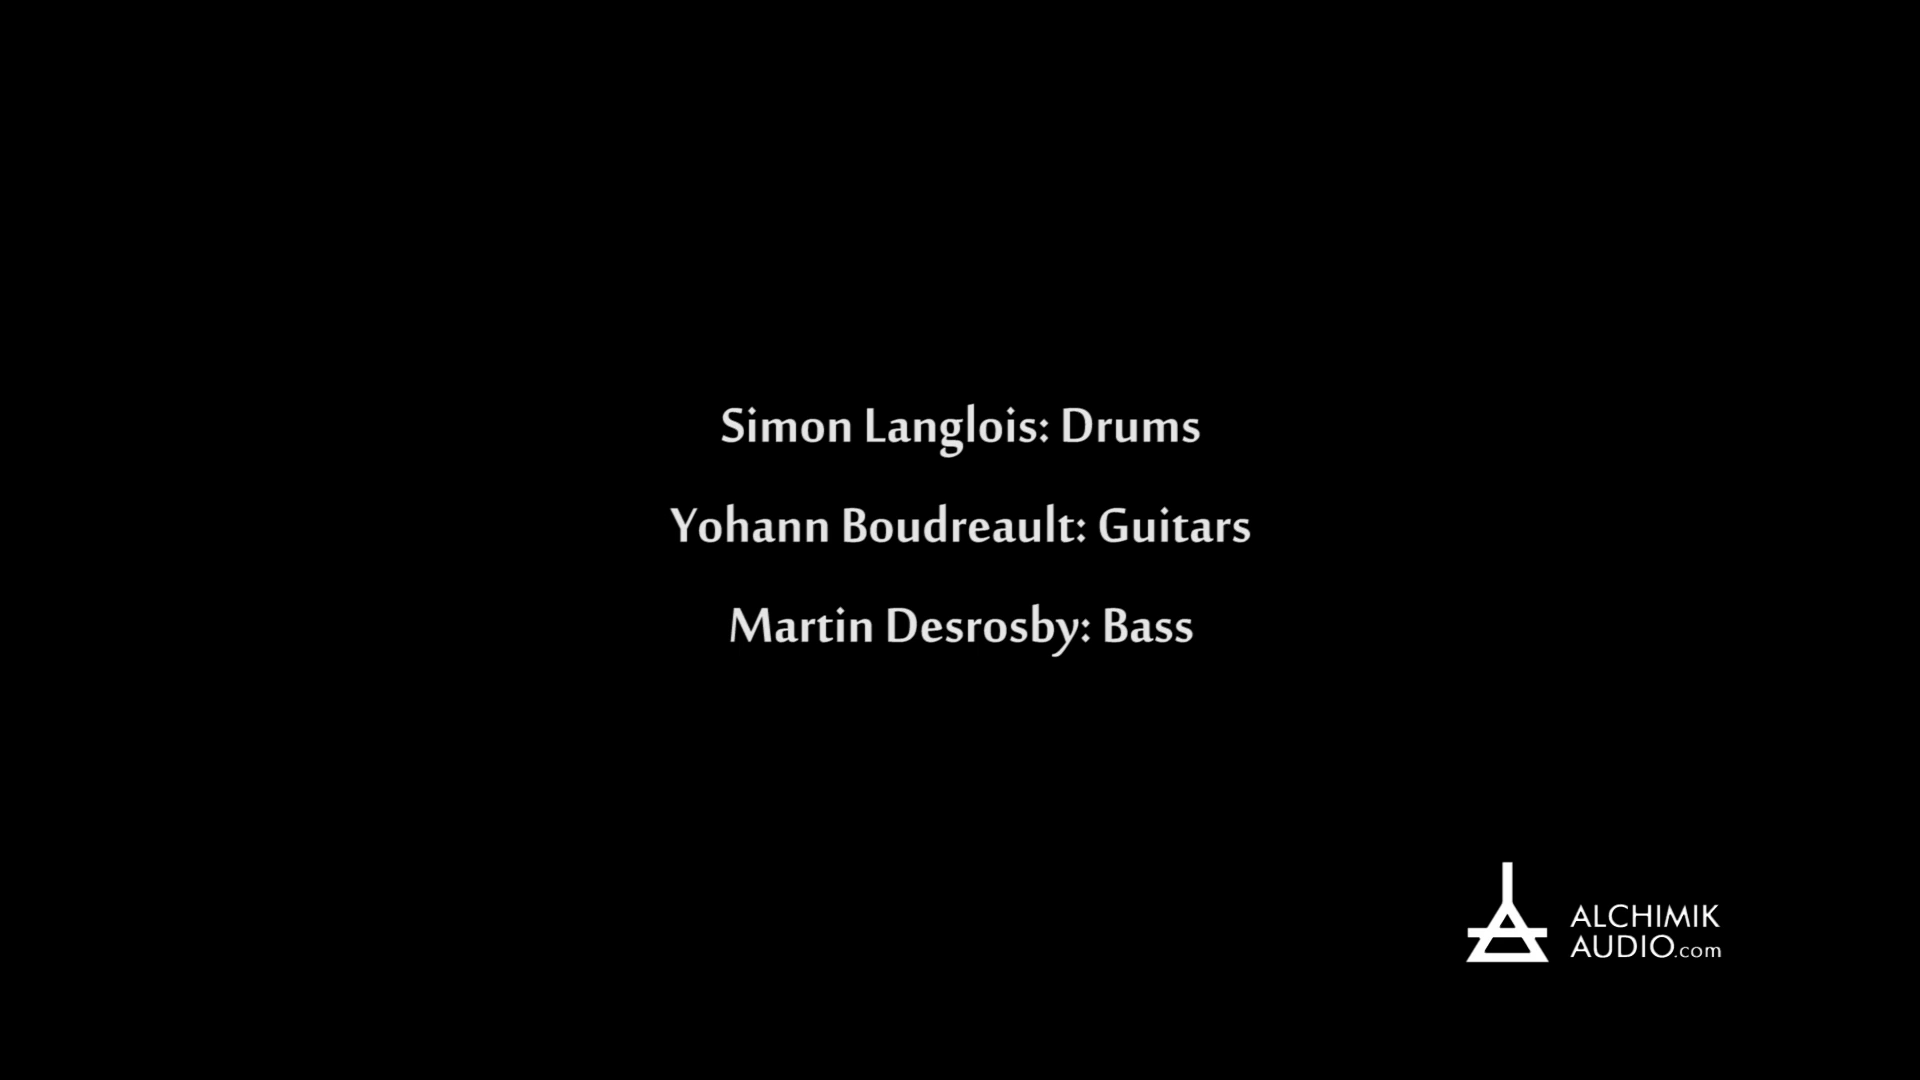 Simon Langlois: Drums
Yohann Boudreault: Guitars
Martin Desrosby: Bass
ALCHIMIK
AUDIO.com